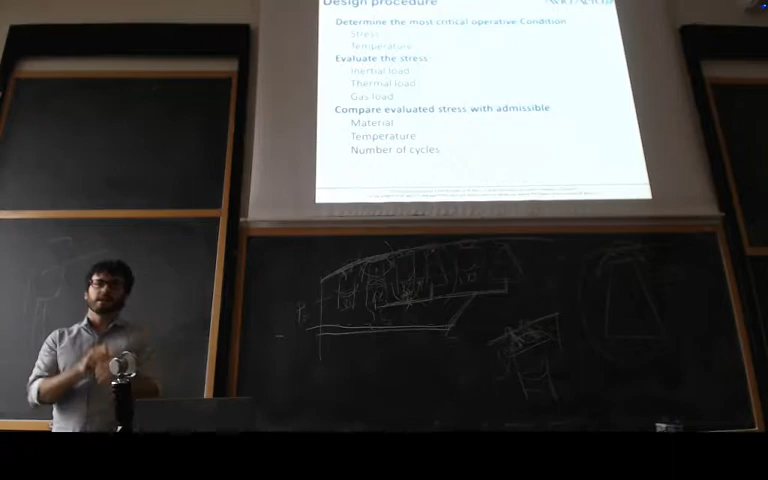 Design procedure
Determine the most critical operative Condition
Stress
Temperature
Evaluate the stress
Inertial load
Thermal load
Gas load
Compare evaluated stress with admissible
Material
Temperature
Number of cycles